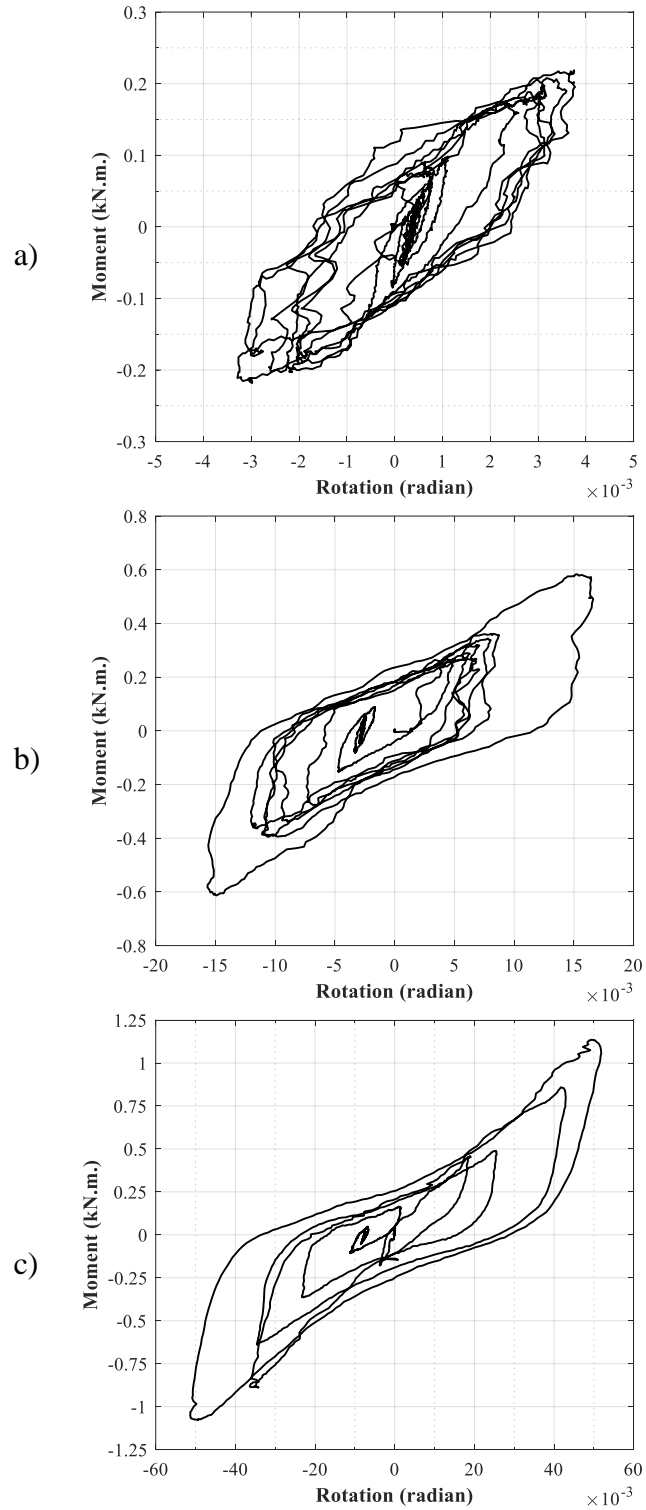 a)
Moment (kN.m.)
0.3
0.2
0.1
0
-0.1
-0.2
-0.3
-5 -4 -3 -2 -1 0 1 2 3 4 5
Rotation (radian)
×10⁻³
b)
Moment (kN.m.)
0.8
0.6
0.4
0.2
0
-0.2
-0.4
-0.6
-0.8
-20 -15 -10 -5 0 5 10 15 20
Rotation (radian)
×10⁻³
c)
Moment (kN.m.)
1.25
1
0.75
0.5
0.25
0
-0.25
-0.5
-0.75
-1
-1.25
-60 -40 -20 0 20 40 60
Rotation (radian)
×10⁻³